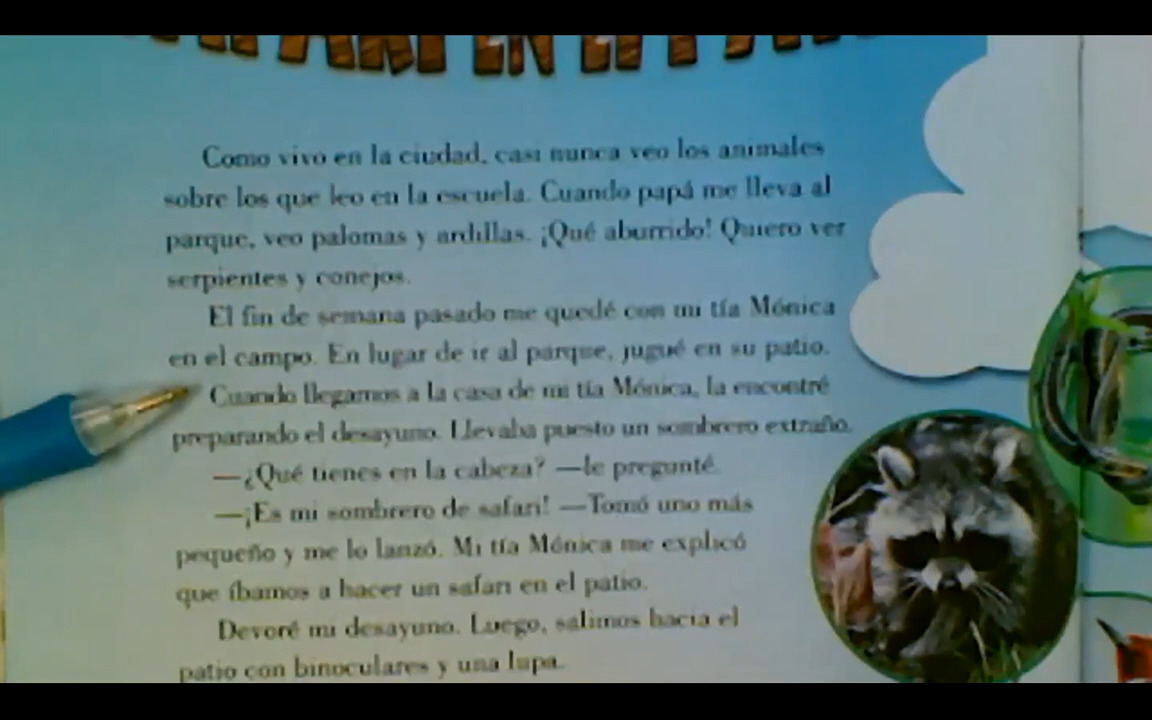 Como vivo en la ciudad, casi nunca veo los animales
sobre los que leo en la escuela. Cuando papá me lleva al
parque, veo palomas y ardillas. ¡Qué aburrido! Quiero ver
serpientes y conejos.
El fin de semana pasado me quedé con mi tía Mónica
en el campo. En lugar de ir al parque, jugué en su patio.
Cuando llegamos a la casa de mi tía Mónica, la encontré
preparando el desayuno. Llevaba puesto un sombrero extraño.
—¿Qué tienes en la cabeza? —le pregunté.
—¡Es mi sombrero de safari! —Tomó uno más
pequeño y me lo lanzó. Mi tía Mónica me explicó
que íbamos a hacer un safari en el patio.
Devoré mi desayuno. Luego, salimos hacia el
patio con binoculares y una lupa.